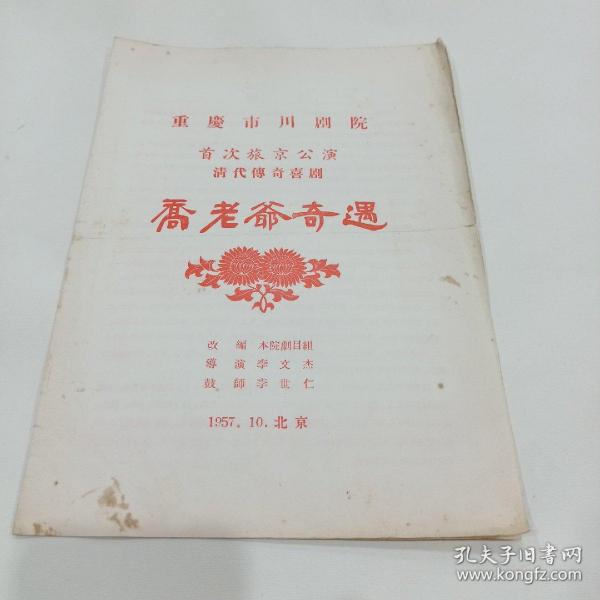 重慶市川剧院
首次旅京公演
清代傳奇喜剧
喬老爺奇遇
改編 本院劇目組
導演 李文杰
鼓師 李世仁
1957.10.北京
孔夫子旧书网
www.kongfz.com